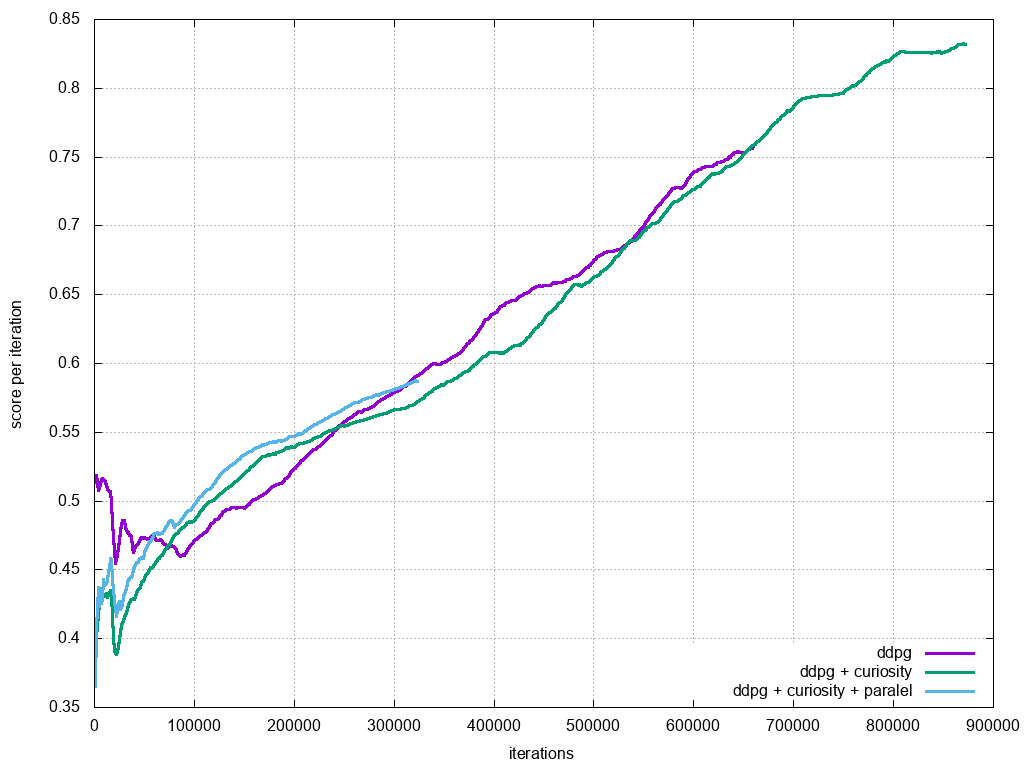 0.85
0.8
0.75
0.7
0.65
0.6
0.55
0.5
0.45
0.4
0.35
score per iteration
ddpg
ddpg + curiosity
ddpg + curiosity + paralel
0 100000 200000 300000 400000 500000 600000 700000 800000 900000
iterations